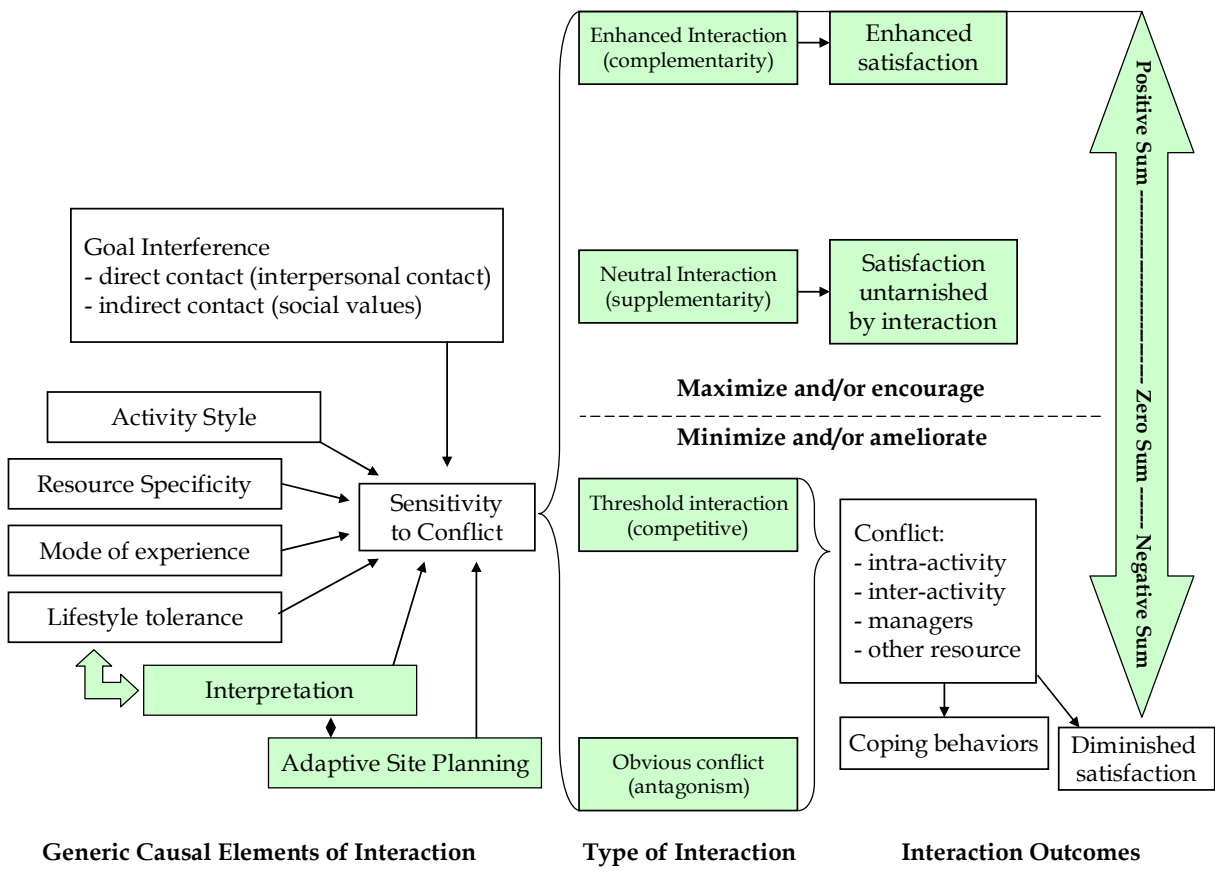 Enhanced Interaction
(complementarity)
Enhanced
satisfaction
Positive Sum ---------------------- Zero Sum ----- Negative Sum
Goal Interference
- direct contact (interpersonal contact)
- indirect contact (social values)
Neutral Interaction
(supplementarity)
Satisfaction
untarnished
by interaction
Maximize and/or encourage
Minimize and/or ameliorate
Activity Style
Resource Specificity
Mode of experience
Lifestyle tolerance
Sensitivity
to Conflict
Interpretation
Adaptive Site Planning
Threshold interaction
(competitive)
Obvious conflict
(antagonism)
Conflict:
- intra-activity
- inter-activity
- managers
- other resource
Coping behaviors
Diminished
satisfaction
Generic Causal Elements of Interaction
Type of Interaction
Interaction Outcomes